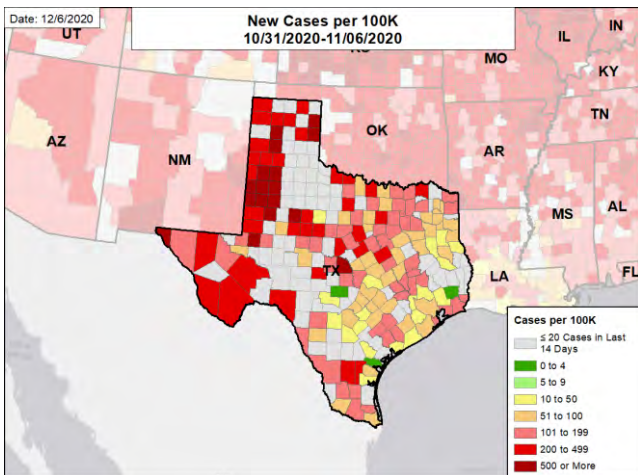 Date: 12/6/2020
New Cases per 100K
10/31/2020-11/06/2020
UT
MO
IL
IN
KY
TN
AZ
NM
OK
AR
MS
AL
TX
LA
FL
Cases per 100K
≤ 20 Cases in Last
14 Days
0 to 4
5 to 9
10 to 50
51 to 100
101 to 199
200 to 499
500 or More